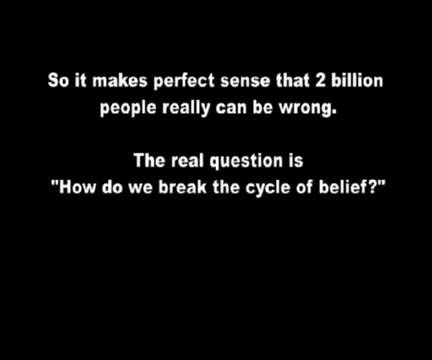 So it makes perfect sense that 2 billion
people really can be wrong.
The real question is
"How do we break the cycle of belief?"